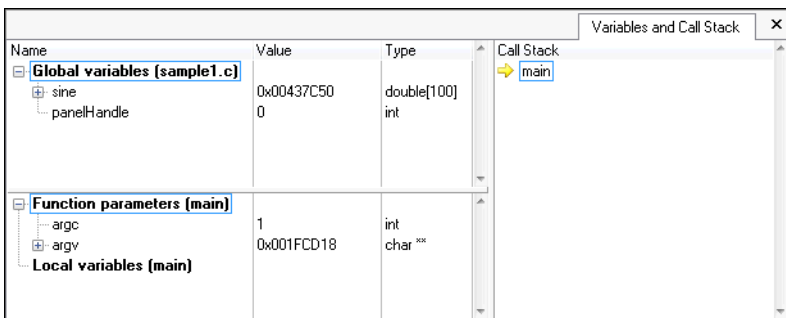 Variables and Call Stack
Name Value Type Call Stack
Global variables (sample1.c) main
sine 0x00437C50 double[100]
panelHandle 0 int
Function parameters (main)
argc 1 int
argv 0x001FCD18 char **
Local variables (main)